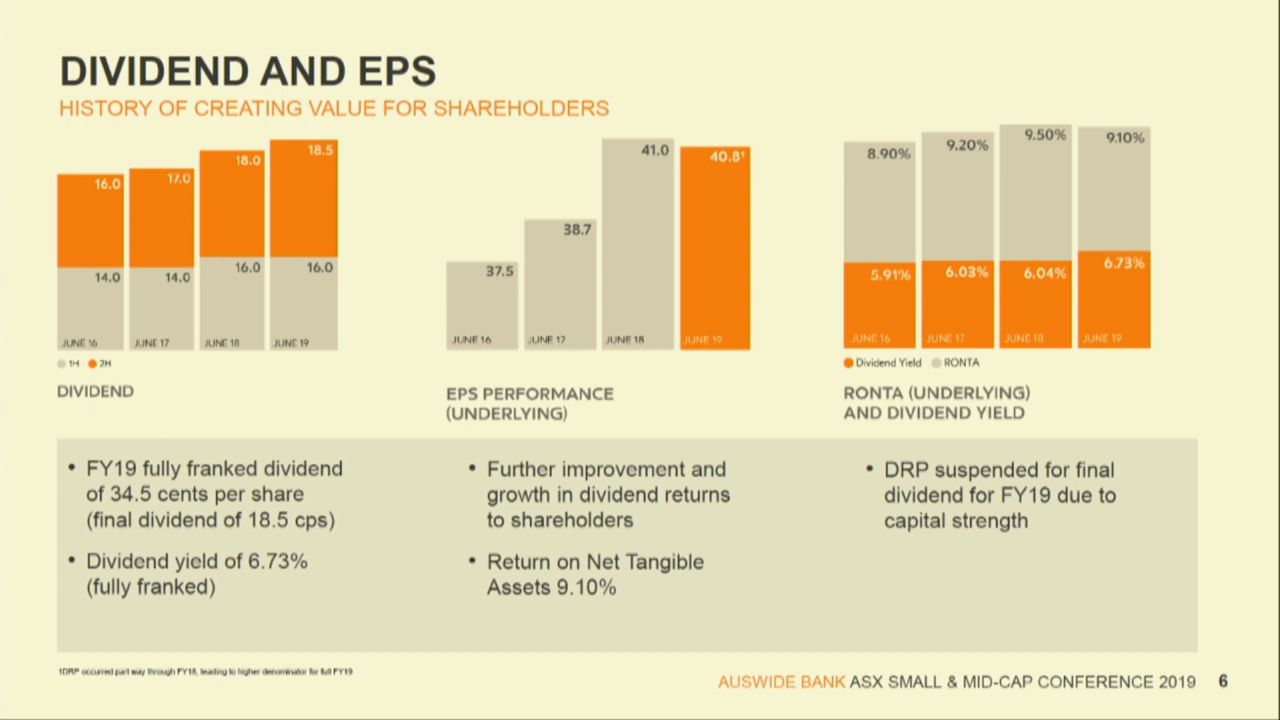 DIVIDEND AND EPS
HISTORY OF CREATING VALUE FOR SHAREHOLDERS
16.0
17.0
18.0
18.5
14.0
14.0
16.0
16.0
JUNE 16
JUNE 17
JUNE 18
JUNE 19
1H
2H
DIVIDEND
37.5
38.7
41.0
40.8¹
JUNE 16
JUNE 17
JUNE 18
JUNE 19
EPS PERFORMANCE
(UNDERLYING)
8.90%
9.20%
9.50%
9.10%
5.91%
6.03%
6.04%
6.73%
JUNE 16
JUNE 17
JUNE 18
JUNE 19
Dividend Yield
RONTA
RONTA (UNDERLYING)
AND DIVIDEND YIELD
• FY19 fully franked dividend
of 34.5 cents per share
(final dividend of 18.5 cps)
• Dividend yield of 6.73%
(fully franked)
• Further improvement and
growth in dividend returns
to shareholders
• Return on Net Tangible
Assets 9.10%
• DRP suspended for final
dividend for FY19 due to
capital strength
¹DRP occurred part way through FY18, leading to higher denominator for full FY19
AUSWIDE BANK ASX SMALL & MID-CAP CONFERENCE 2019 6